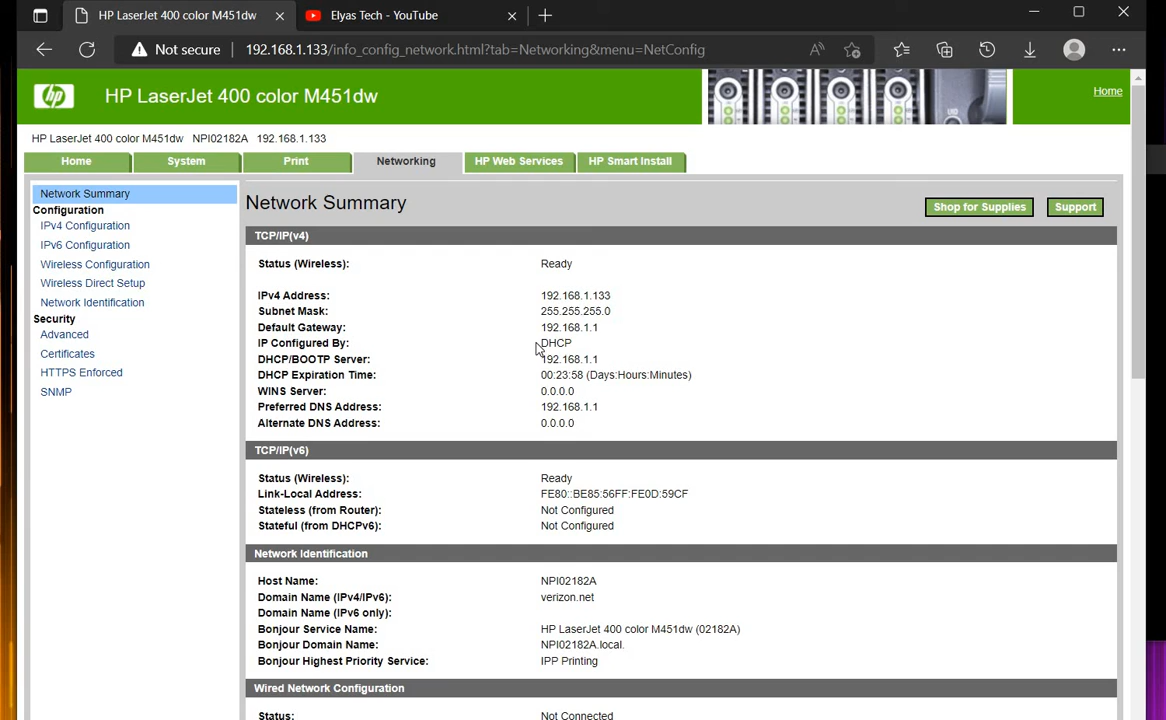 HP LaserJet 400 color M451dw
Elyas Tech - YouTube
Not secure 192.168.1.133/info_config_network.html?tab=Networking&menu=NetConfig
hp HP LaserJet 400 color M451dw
Home
HP LaserJet 400 color M451dw NPI02182A 192.168.1.133
Home System Print Networking HP Web Services HP Smart Install
Network Summary
Configuration
IPv4 Configuration
IPv6 Configuration
Wireless Configuration
Wireless Direct Setup
Network Identification
Security
Advanced
Certificates
HTTPS Enforced
SNMP
Network Summary
Shop for Supplies Support
TCP/IP(v4)
Status (Wireless): Ready
IPv4 Address: 192.168.1.133
Subnet Mask: 255.255.255.0
Default Gateway: 192.168.1.1
IP Configured By: DHCP
DHCP/BOOTP Server: 192.168.1.1
DHCP Expiration Time: 00:23:58 (Days:Hours:Minutes)
WINS Server: 0.0.0.0
Preferred DNS Address: 192.168.1.1
Alternate DNS Address: 0.0.0.0
TCP/IP(v6)
Status (Wireless): Ready
Link-Local Address: FE80::BE85:56FF:FE0D:59CF
Stateless (from Router): Not Configured
Stateful (from DHCPv6): Not Configured
Network Identification
Host Name: NPI02182A
Domain Name (IPv4/IPv6): verizon.net
Domain Name (IPv6 only):
Bonjour Service Name: HP LaserJet 400 color M451dw (02182A)
Bonjour Domain Name: NPI02182A.local.
Bonjour Highest Priority Service: IPP Printing
Wired Network Configuration
Status: Not Connected